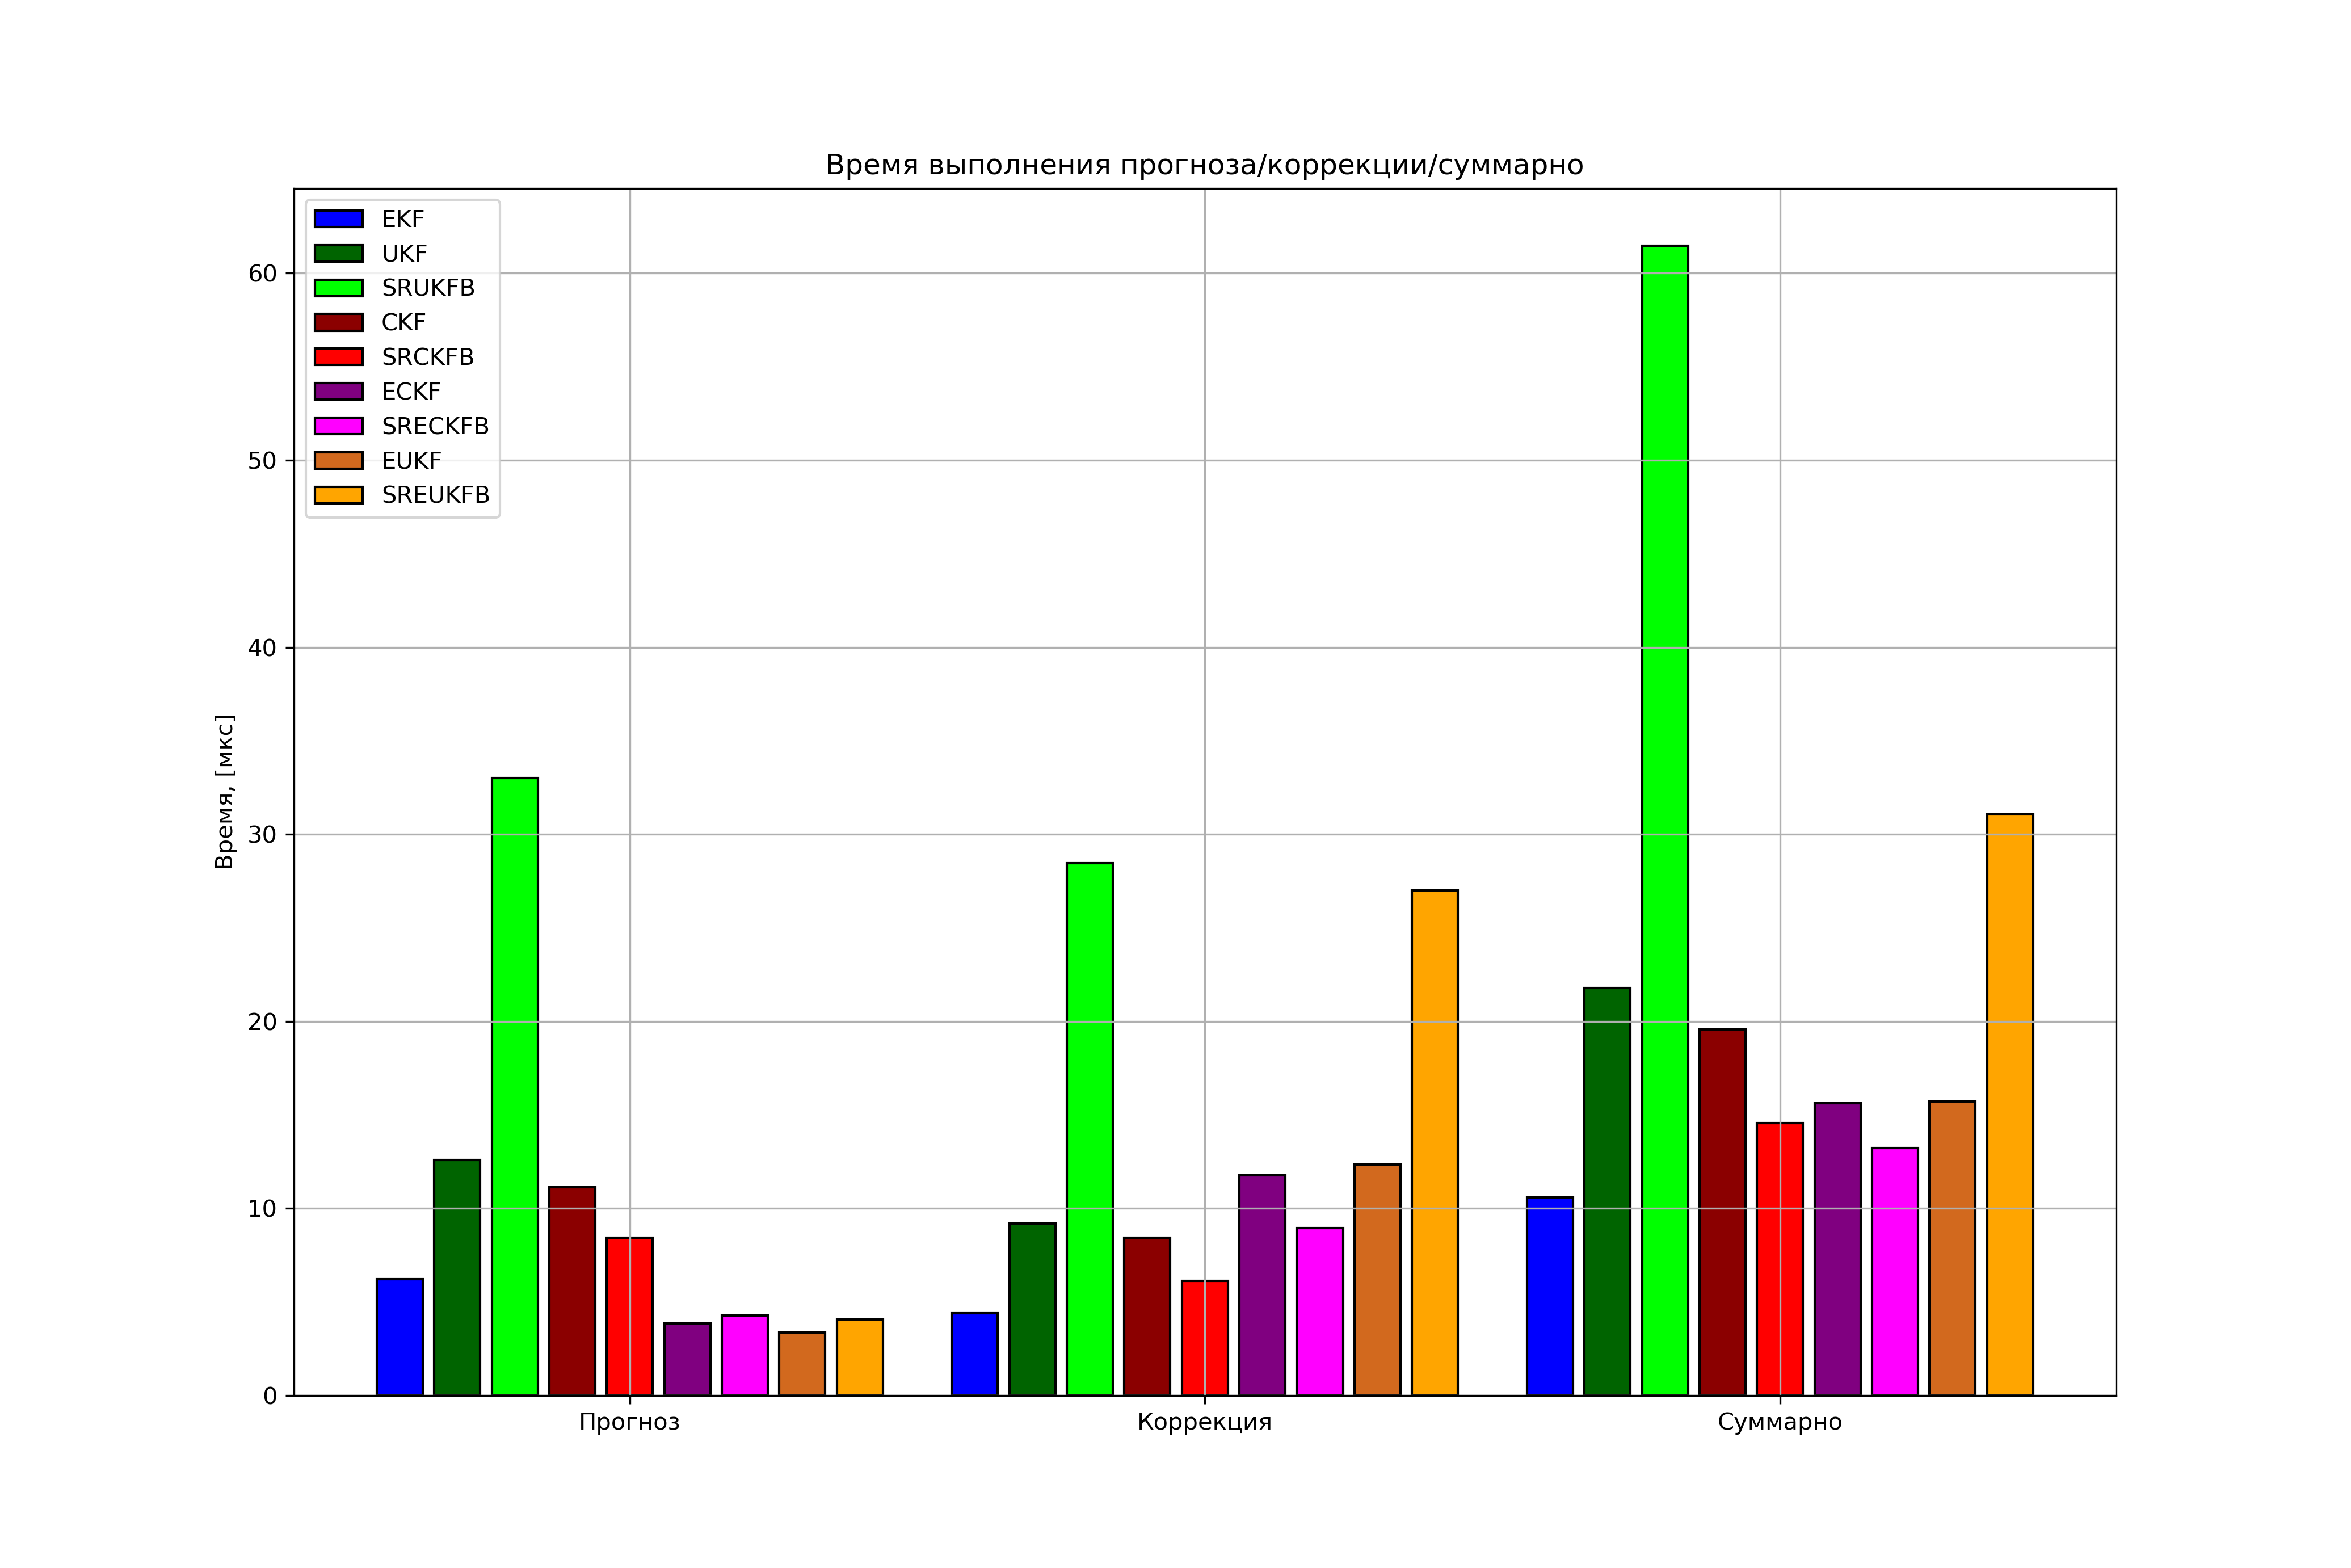 Время выполнения прогноза/коррекции/суммарно
EKF
UKF
SRUKFB
CKF
SRCKFB
ECKF
SRECKFB
EUKF
SREUKFB
Время, [мкс]
60
50
40
30
20
10
0
Прогноз
Коррекция
Суммарно